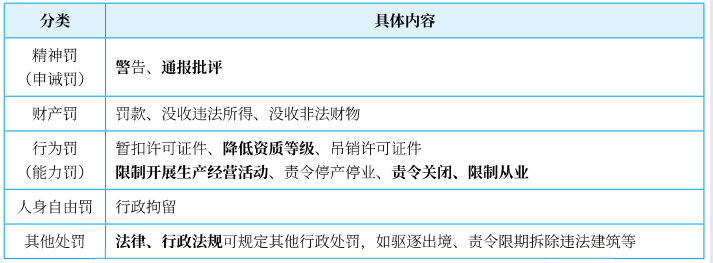 分类 具体内容
精神罚
（申诫罚）
警告、通报批评
财产罚 罚款、没收违法所得、没收非法财物
行为罚
（能力罚）
暂扣许可证件、降低资质等级、吊销许可证件
限制开展生产经营活动、责令停产停业、责令关闭、限制从业
人身自由罚 行政拘留
其他处罚 法律、行政法规可规定其他行政处罚，如驱逐出境、责令限期拆除违法建筑等